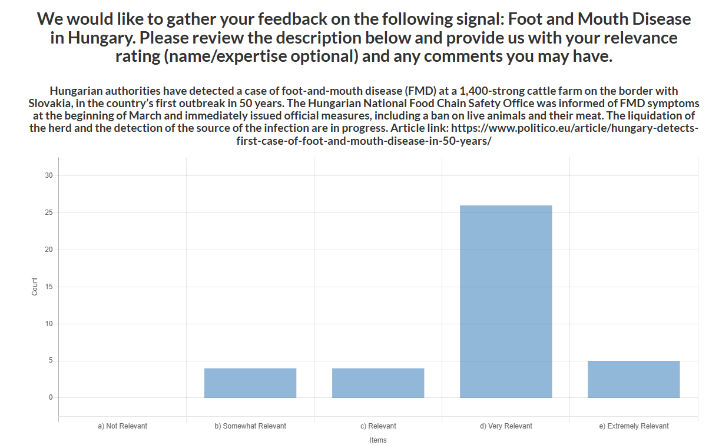 We would like to gather your feedback on the following signal: Foot and Mouth Disease
in Hungary. Please review the description below and provide us with your relevance
rating (name/expertise optional) and any comments you may have.
Hungarian authorities have detected a case of foot-and-mouth disease (FMD) at a 1,400-strong cattle farm on the border with
Slovakia, in the country's first outbreak in 50 years. The Hungarian National Food Chain Safety Office was informed of FMD symptoms
at the beginning of March and immediately issued official measures, including a ban on live animals and their meat. The liquidation of
the herd and the detection of the source of the infection are in progress. Article link: https://www.politico.eu/article/hungary-detects-
first-case-of-foot-and-mouth-disease-in-50-years/
30
25
20
15
10
5
0
Count
a) Not Relevant
b) Somewhat Relevant
c) Relevant
d) Very Relevant
e) Extremely Relevant
Items